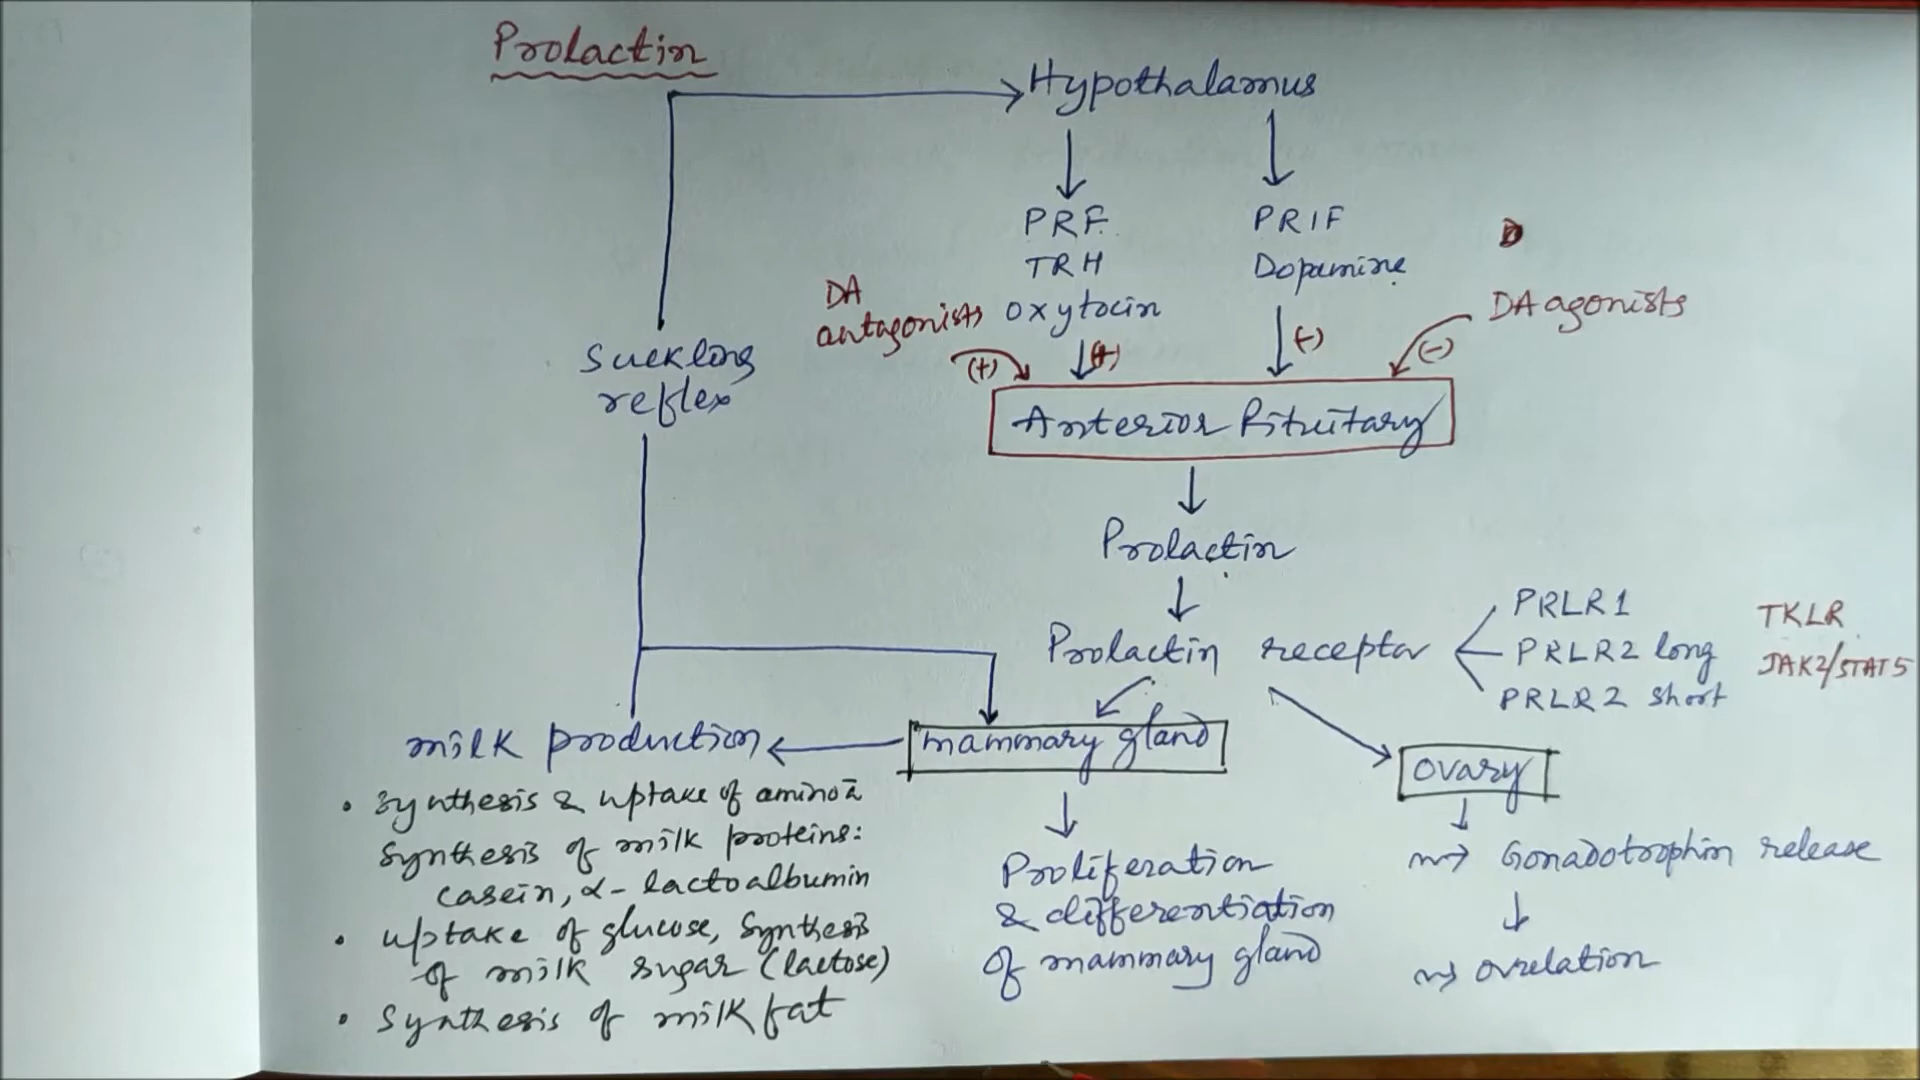 Prolactin
Hypothalamus
PRF
TRH
oxytocin
PRIF
Dopamine
D
DA
antagonists
(+)
(+)
(-)
DA agonists
(-)
Suckling
reflex
Anterior Pituitary
Prolactin
Prolactin receptor
PRLR1
PRLR2 long
PRLR2 short
TKLR
JAK2/STAT5
milk production
mammary gland
ovary
• Synthesis & uptake of amino ā
Synthesis of milk proteins:
casein, α- lactoalbumin
• uptake of glucose, Synthesis
of milk sugar (lactose)
• Synthesis of milk fat
Proliferation
& differentiation
of mammary gland
Gonadotrophin release
ovulation